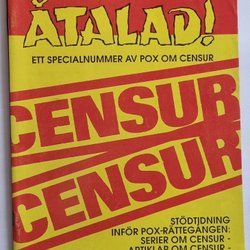 ÅTALAD!
ETT SPECIALNUMMER AV POX OM CENSUR
CENSUR
CENSUR
STÖDTIDNING
INFÖR POX-RÄTTEGÅNGEN:
SERIER OM CENSUR -
ARTIKLAR OM CENSUR -